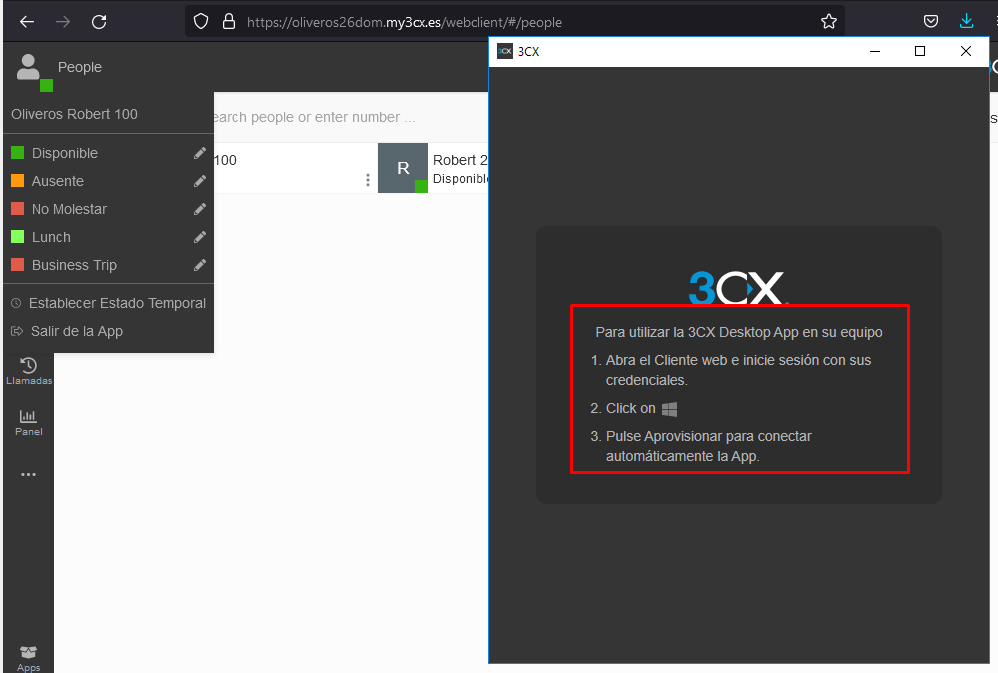 https://oliveros26dom.my3cx.es/webclient/#/people
3CX 3CX
People
Oliveros Robert 100
Disponible
Ausente
No Molestar
Lunch
Business Trip
Establecer Estado Temporal
Salir de la App
Llamadas
Panel
Apps
earch people or enter number ...
100
R
Robert 2
Disponible
3CX
Para utilizar la 3CX Desktop App en su equipo
1. Abra el Cliente web e inicie sesión con sus
credenciales.
2. Click on
3. Pulse Aprovisionar para conectar
automáticamente la App.
s